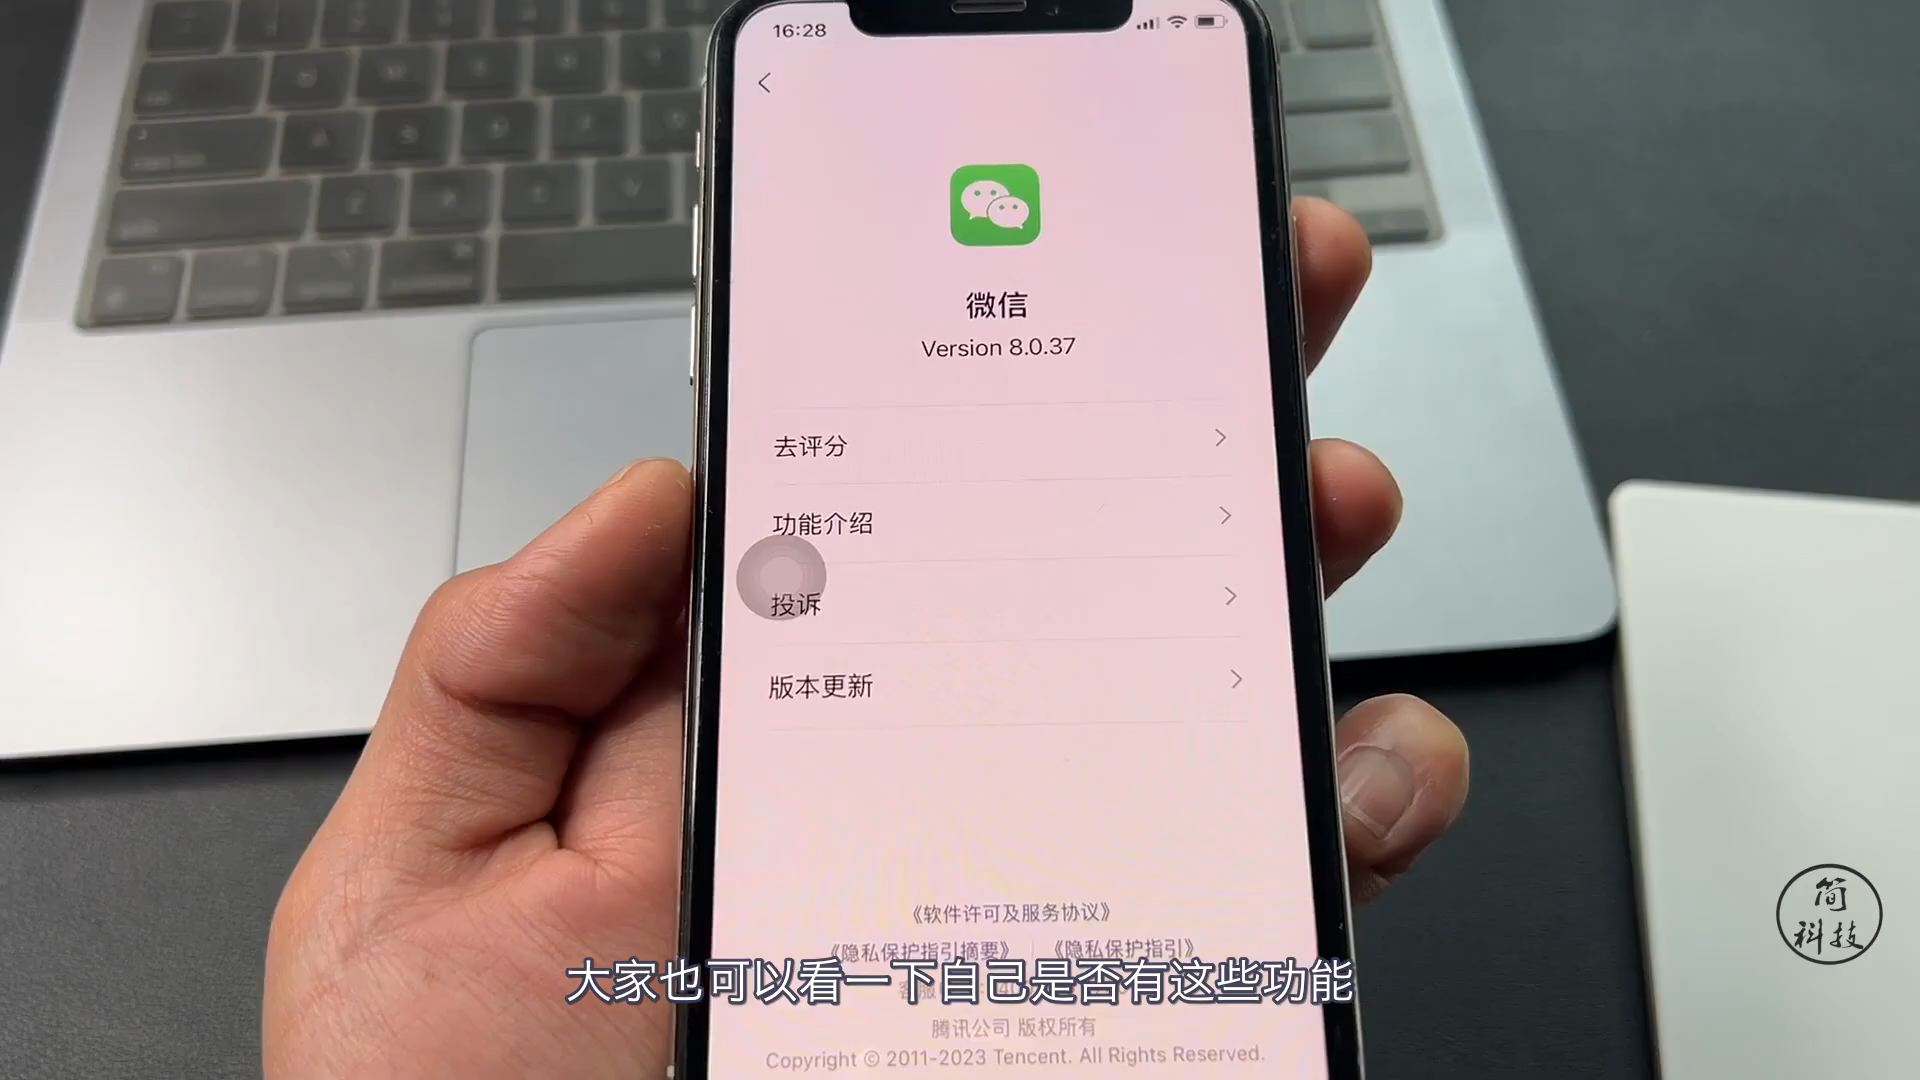 16:28
微信
Version 8.0.37
去评分
功能介绍
投诉
版本更新
《软件许可及服务协议》
《隐私保护指引摘要》 《隐私保护指引》
大家也可以看一下自己是否有这些功能
腾讯公司 版权所有
Copyright © 2011-2023 Tencent. All Rights Reserved.
简
科技